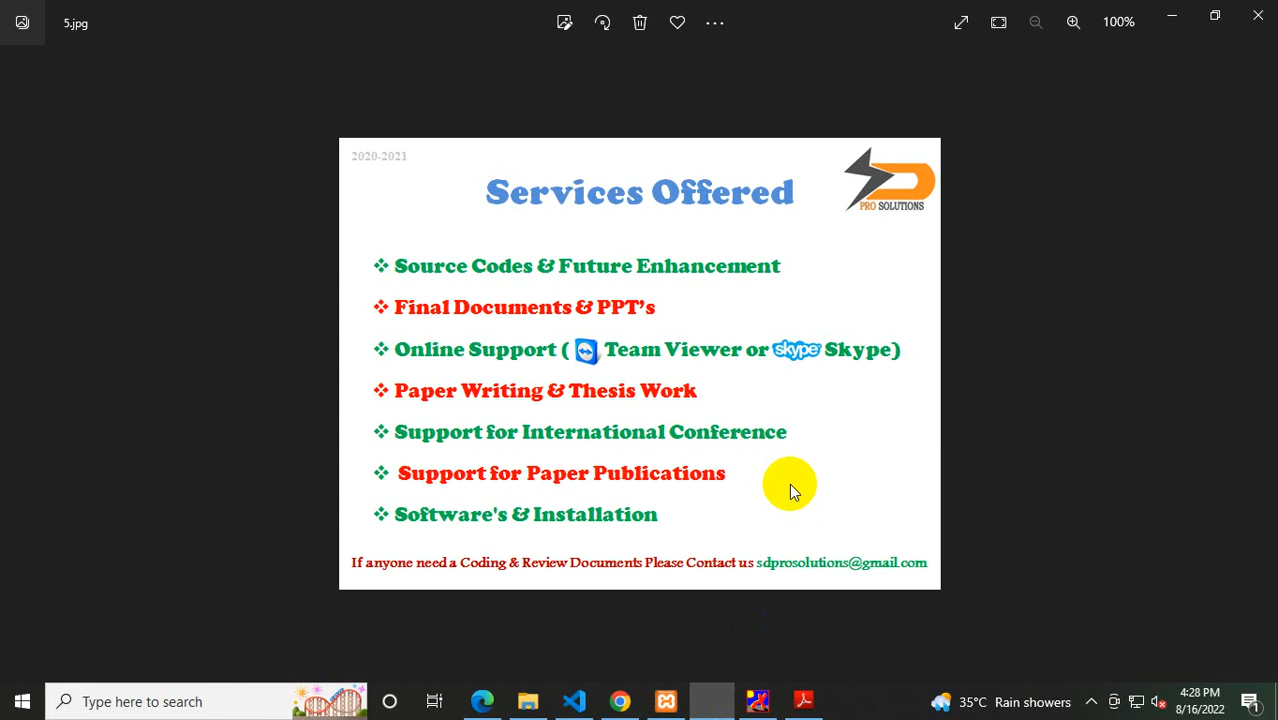 5.jpg
100%
2020-2021
Services Offered
PRO SOLUTIONS
❖ Source Codes & Future Enhancement
❖ Final Documents & PPT’s
❖ Online Support ( Team Viewer or skype Skype)
❖ Paper Writing & Thesis Work
❖ Support for International Conference
❖ Support for Paper Publications
❖ Software's & Installation
If anyone need a Coding & Review Documents Please Contact us sdprosolutions@gmail.com
Type here to search
35°C Rain showers
4:28 PM
8/16/2022
1